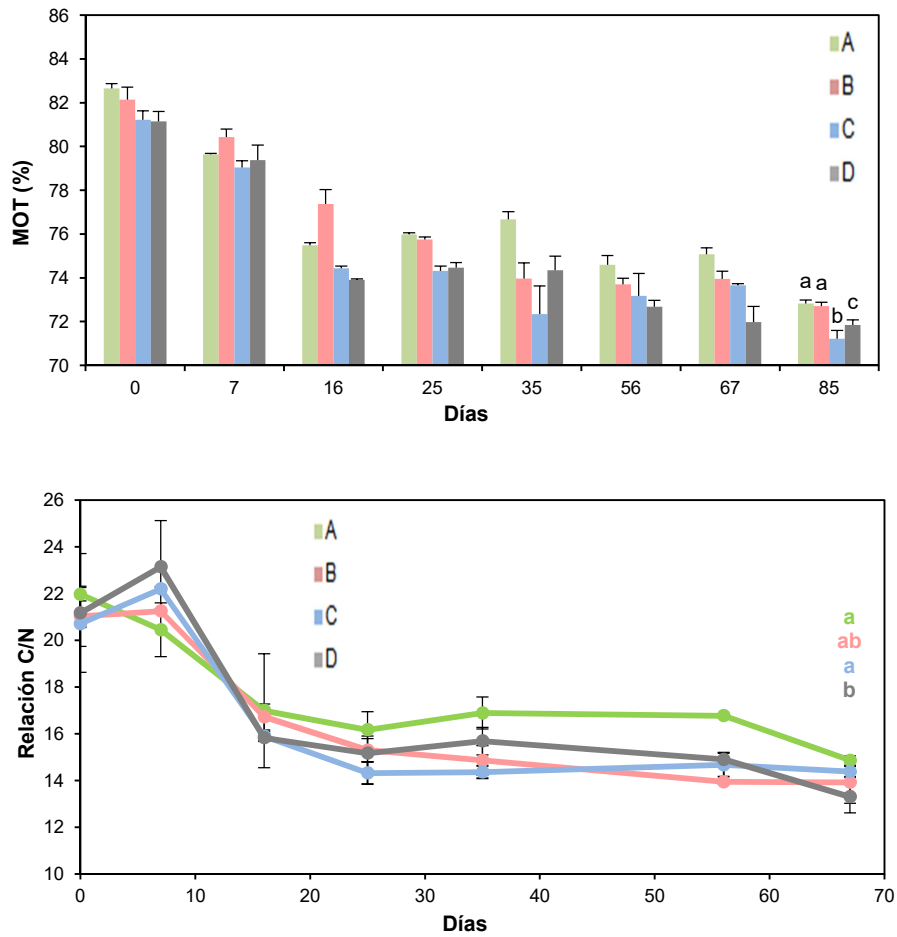 86
84
82
80
78
76
74
72
70
MOT (%)
A
B
C
D
a a b c
0 7 16 25 35 56 67 85
Días
26
24
22
20
18
16
14
12
10
Relación C/N
A
B
C
D
a
ab
a
b
0 10 20 30 40 50 60 70
Días